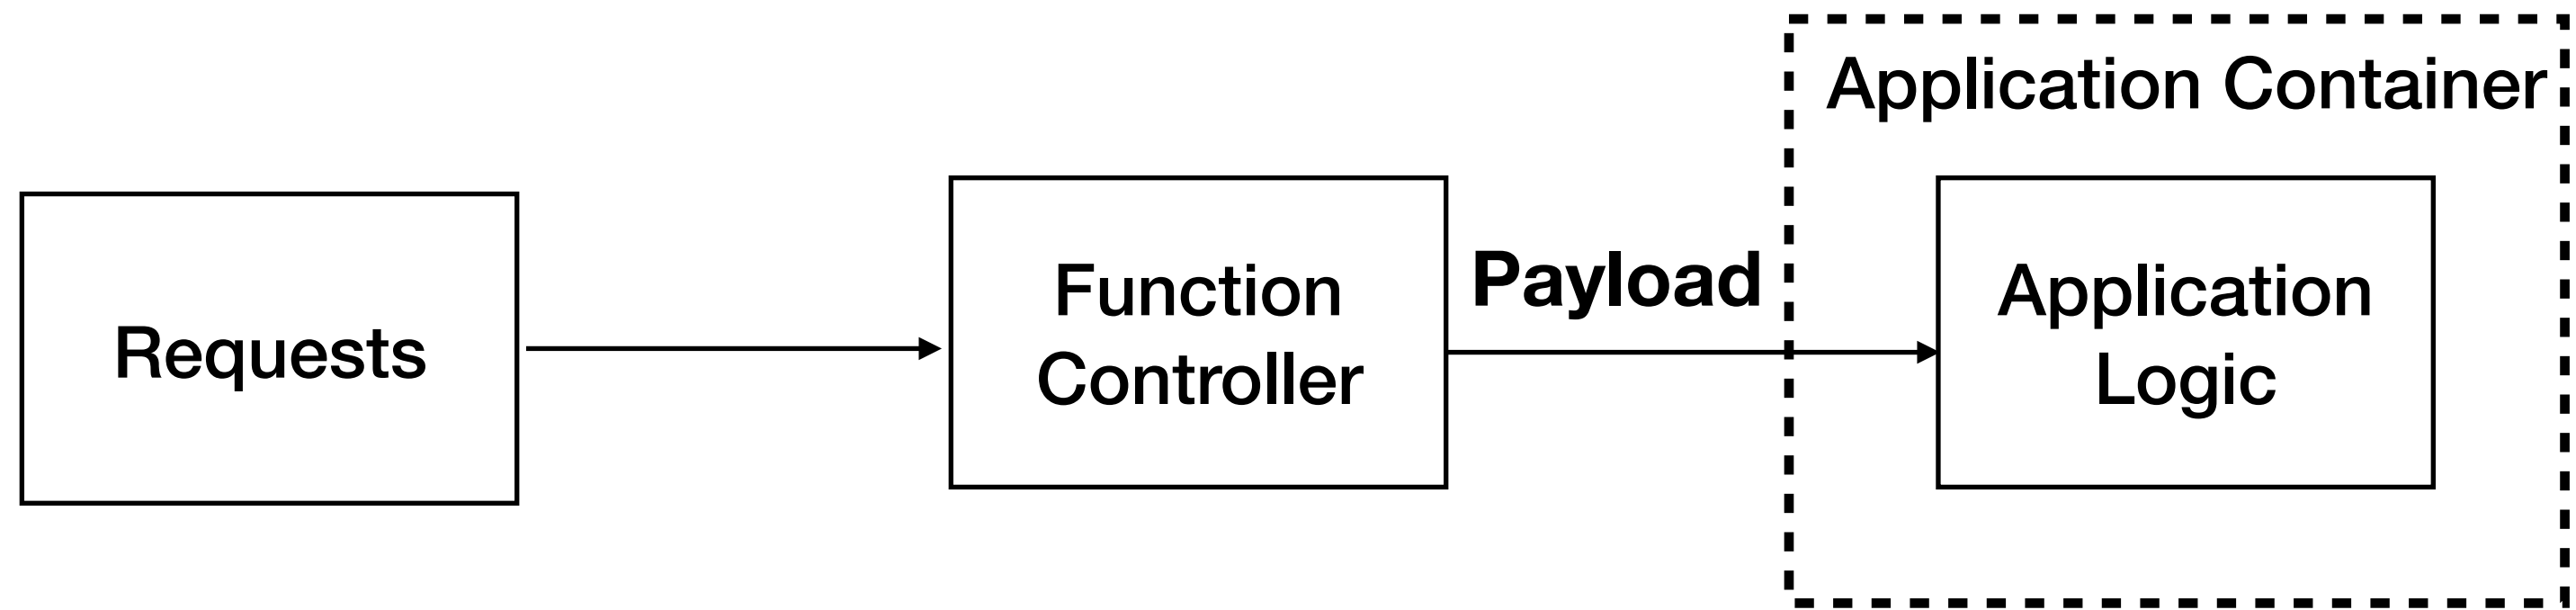 Application Container
Requests
Function
Controller
Payload
Application
Logic